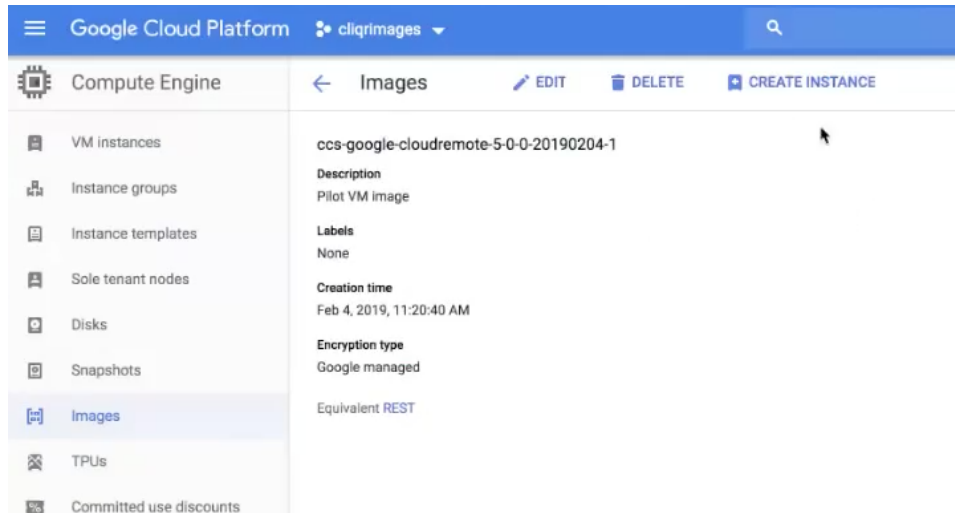 Google Cloud Platform cliqrimages
Compute Engine
Images EDIT DELETE CREATE INSTANCE
VM instances
Instance groups
Instance templates
Sole tenant nodes
Disks
Snapshots
Images
TPUs
Committed use discounts
ccs-google-cloudremote-5-0-0-20190204-1
Description
Pilot VM image
Labels
None
Creation time
Feb 4, 2019, 11:20:40 AM
Encryption type
Google managed
Equivalent REST